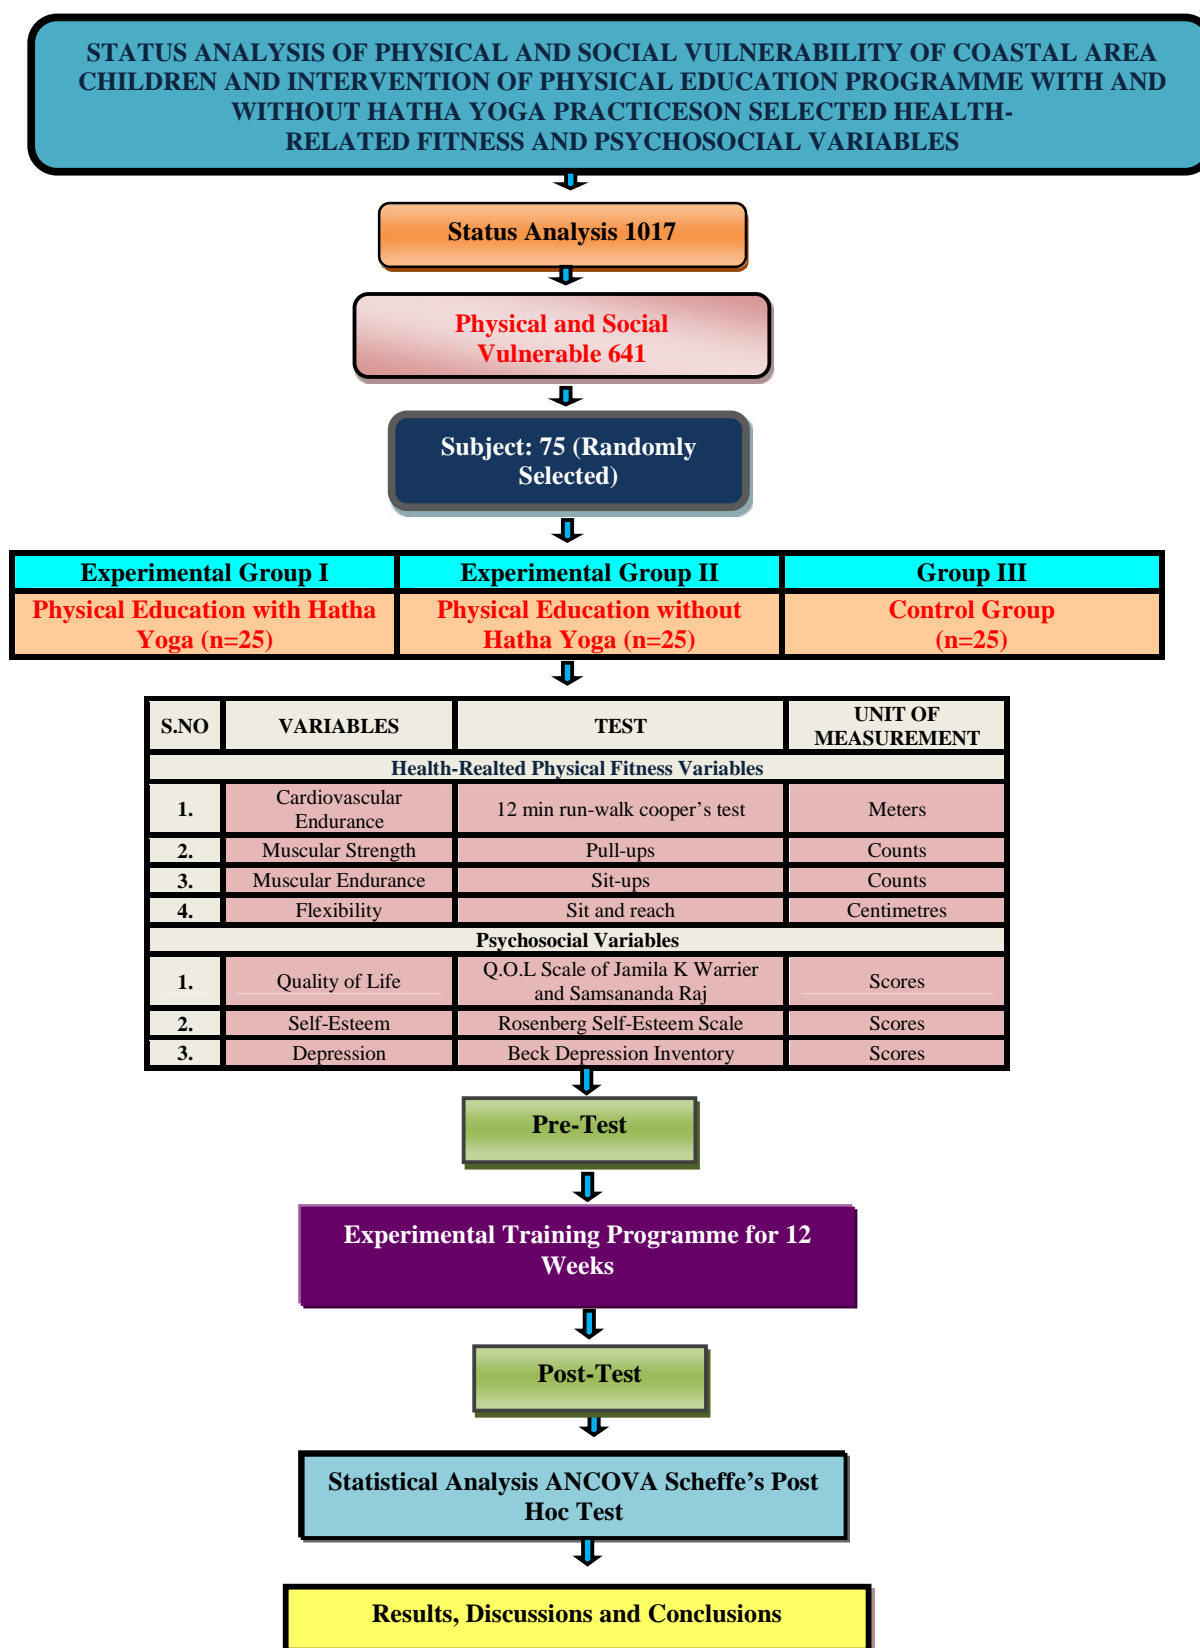 STATUS ANALYSIS OF PHYSICAL AND SOCIAL VULNERABILITY OF COASTAL AREA
CHILDREN AND INTERVENTION OF PHYSICAL EDUCATION PROGRAMME WITH AND
WITHOUT HATHA YOGA PRACTICESON SELECTED HEALTH-
RELATED FITNESS AND PSYCHOSOCIAL VARIABLES
Status Analysis 1017
Physical and Social
Vulnerable 641
Subject: 75 (Randomly
Selected)
Experimental Group I
Experimental Group II
Group III
Physical Education with Hatha
Yoga (n=25)
Physical Education without
Hatha Yoga (n=25)
Control Group
(n=25)
S.NO
VARIABLES
TEST
UNIT OF
MEASUREMENT
Health-Realted Physical Fitness Variables
1.
Cardiovascular
Endurance
12 min run-walk cooper’s test
Meters
2.
Muscular Strength
Pull-ups
Counts
3.
Muscular Endurance
Sit-ups
Counts
4.
Flexibility
Sit and reach
Centimetres
Psychosocial Variables
1.
Quality of Life
Q.O.L Scale of Jamila K Warrier
and Samsananda Raj
Scores
2.
Self-Esteem
Rosenberg Self-Esteem Scale
Scores
3.
Depression
Beck Depression Inventory
Scores
Pre-Test
Experimental Training Programme for 12
Weeks
Post-Test
Statistical Analysis ANCOVA Scheffe’s Post
Hoc Test
Results, Discussions and Conclusions